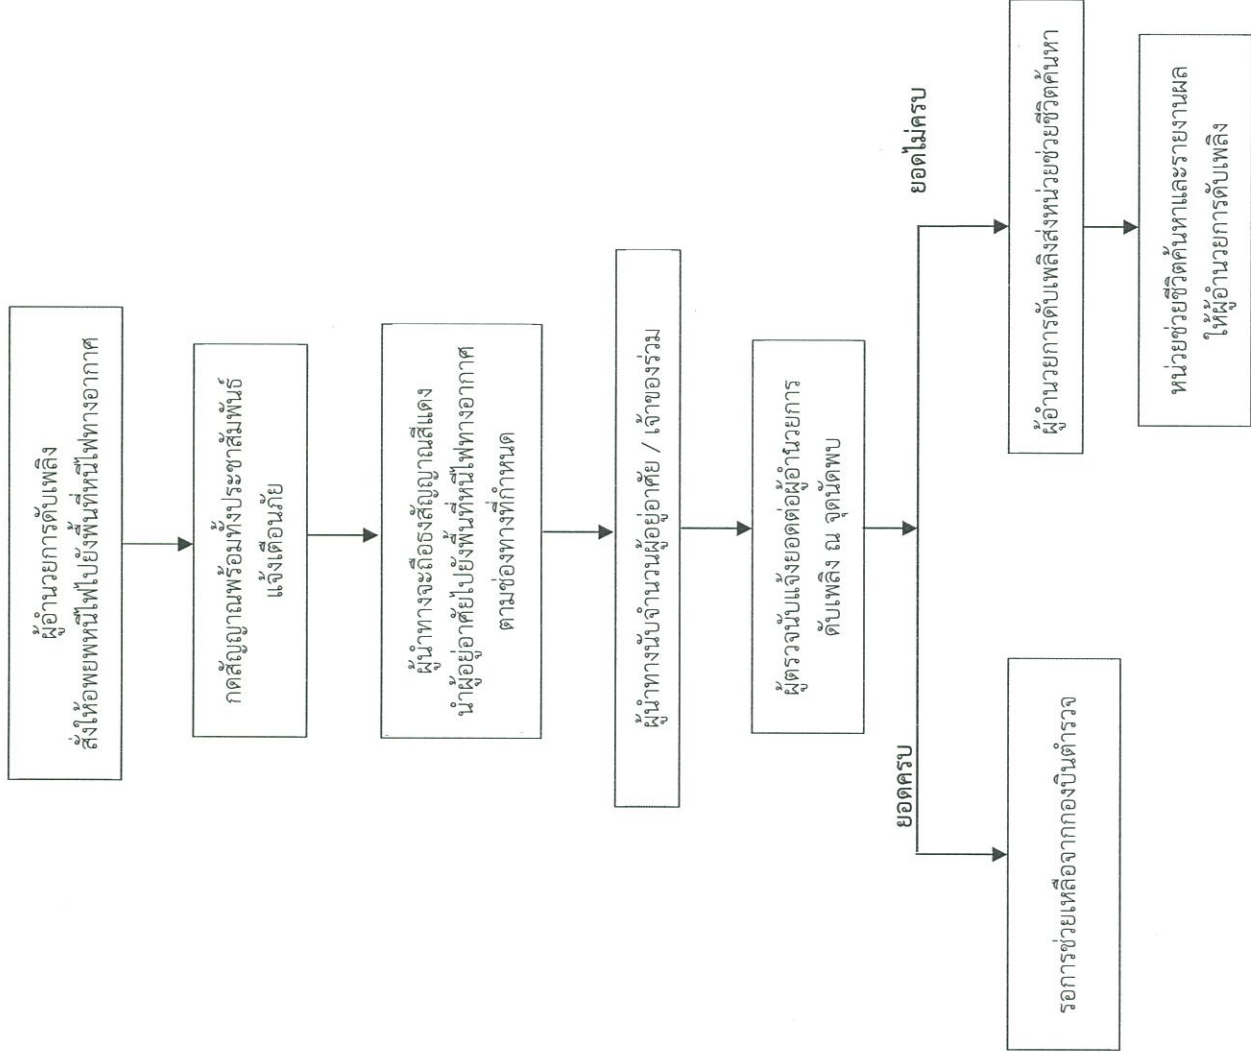 ผู้อำนวยการดับเพลิง
สั่งให้อพยพหนีไฟไปยังพื้นที่หนีไฟทางอากาศ
กดสัญญาณพร้อมทั้งประชาสัมพันธ์
แจ้งเตือนภัย
ผู้นำทางจะถือธงสัญญาณสีแดง
นำผู้อยู่อาศัยไปยังพื้นที่หนีไฟทางอากาศ
ตามช่องทางที่กำหนด
ผู้นำทางนับจำนวนผู้อยู่อาศัย / เจ้าของร่วม
ผู้ตรวจนับแจ้งยอดต่อผู้อำนวยการ
ดับเพลิง ณ จุดนัดพบ
ยอดครบ
ยอดไม่ครบ
รอการช่วยเหลือจากกองบินตำรวจ
ผู้อำนวยการดับเพลิงส่งหน่วยช่วยชีวิตค้นหา
หน่วยช่วยชีวิตค้นหาและรายงานผล
ให้ผู้อำนวยการดับเพลิง